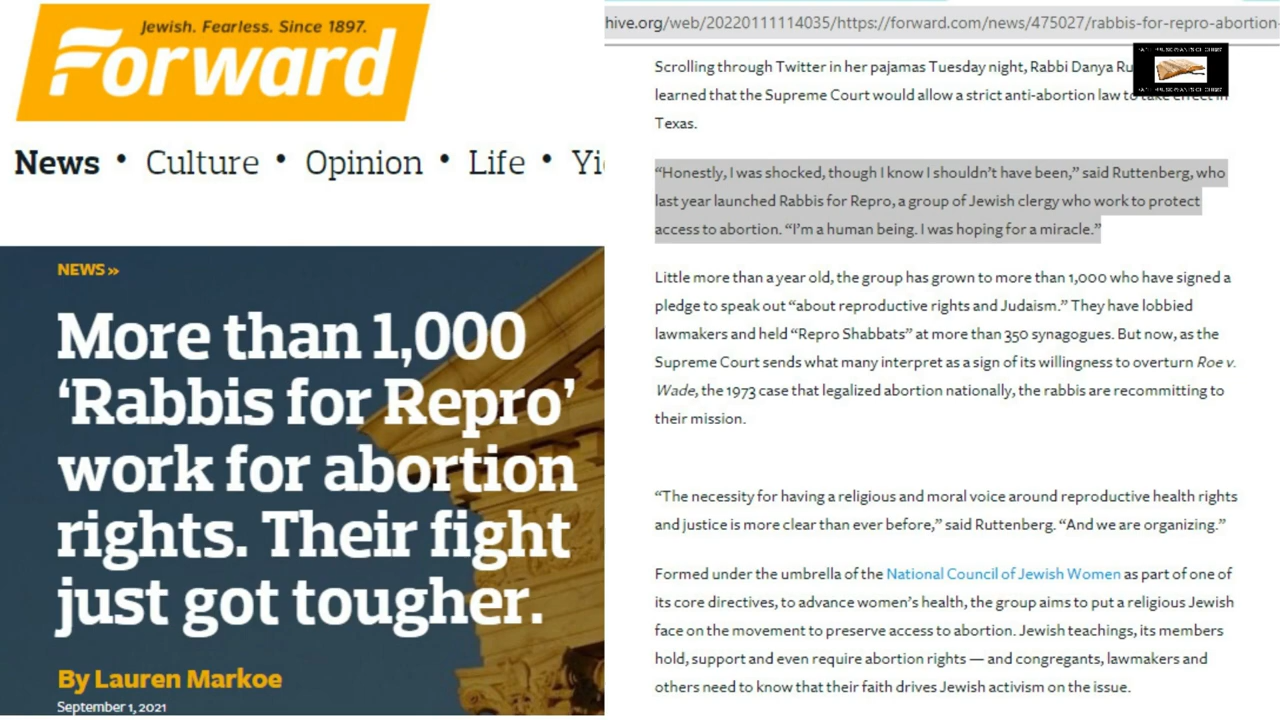 Jewish. Fearless. Since 1897.
Forward
News • Culture • Opinion • Life •
NEWS »
More than 1,000
‘Rabbis for Repro’
work for abortion
rights. Their fight
just got tougher.
By Lauren Markoe
September 1, 2021
hive.org/web/20220111114035/https://forward.com/news/475027/rabbis-for-repro-abortion-
Scrolling through Twitter in her pajamas Tuesday night, Rabbi Danya
learned that the Supreme Court would allow a strict anti-abortion law to take effect in
Texas.
“Honestly, I was shocked, though I know I shouldn’t have been,” said Ruttenberg, who
last year launched Rabbis for Repro, a group of Jewish clergy who work to protect
access to abortion. “I’m a human being. I was hoping for a miracle.”
Little more than a year old, the group has grown to more than 1,000 who have signed a
pledge to speak out “about reproductive rights and Judaism.” They have lobbied
lawmakers and held “Repro Shabbats” at more than 350 synagogues. But now, as the
Supreme Court sends what many interpret as a sign of its willingness to overturn Roe v.
Wade, the 1973 case that legalized abortion nationally, the rabbis are recommitting to
their mission.
“The necessity for having a religious and moral voice around reproductive health rights
and justice is more clear than ever before,” said Ruttenberg. “And we are organizing.”
Formed under the umbrella of the National Council of Jewish Women as part of one of
its core directives, to advance women’s health, the group aims to put a religious Jewish
face on the movement to preserve access to abortion. Jewish teachings, its members
hold, support and even require abortion rights — and congregants, lawmakers and
others need to know that their faith drives Jewish activism on the issue.